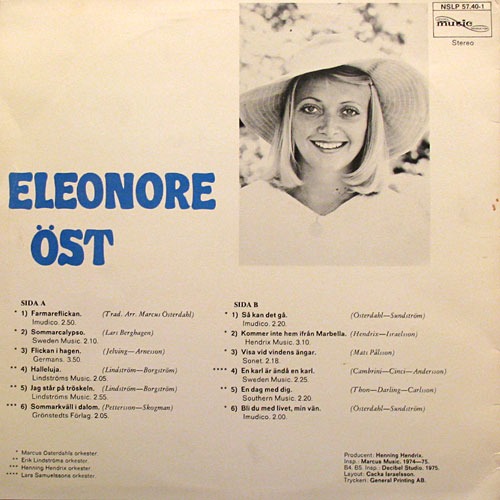 NSLP 57.40-1
music
Stereo
ELEONORE
ÖST
SIDA A
* 1) Farmareflickan. (Trad. Arr. Marcus Österdahl)
Imudico. 2.50.
* 2) Sommarcalypso. (Lars Berghagen)
Sweden Music. 2.10.
* 3) Flickan i hagen. (Jelving—Arnesson)
Germans. 3.50.
** 4) Halleluja. (Lindström—Borgström)
Lindströms Music. 2.05.
** 5) Jag står på tröskeln. (Lindström—Borgström)
Lindströms Music. 2.55.
*** 6) Sommarkväll i dalom. (Pettersson—Skogman)
Grönstedts Förlag. 2.05.
SIDA B
* 1) Så kan det gå. (Österdahl—Sundström)
Imudico. 2.20.
* 2) Kommer inte hem ifrån Marbella. (Hendrix—Israelsson)
Hendrix Music. 3.10.
* 3) Visa vid vindens ängar. (Mats Pålsson)
Sonet. 2.18.
**** 4) En karl är ändå en karl. (Cambrini—Cinci—Andersson)
Sweden Music. 2.25.
** 5) En dag med dig. (Thon—Darling—Carlsson)
Southern Music. 2.20.
* 6) Bli du med livet, min vän. (Österdahl—Sundström)
Imudico. 2.00.
* Marcus Österdahls orkester.
** Erik Lindströms orkester.
*** Henning Hendrix orkester.
**** Lars Samuelssons orkester.
Producent: Henning Hendrix.
Insp.: Marcus Music. 1974—75.
B4. B5. Insp.: Decibel Studio. 1975.
Layout: Cacka Israelsson.
Tryckeri: General Printing AB.